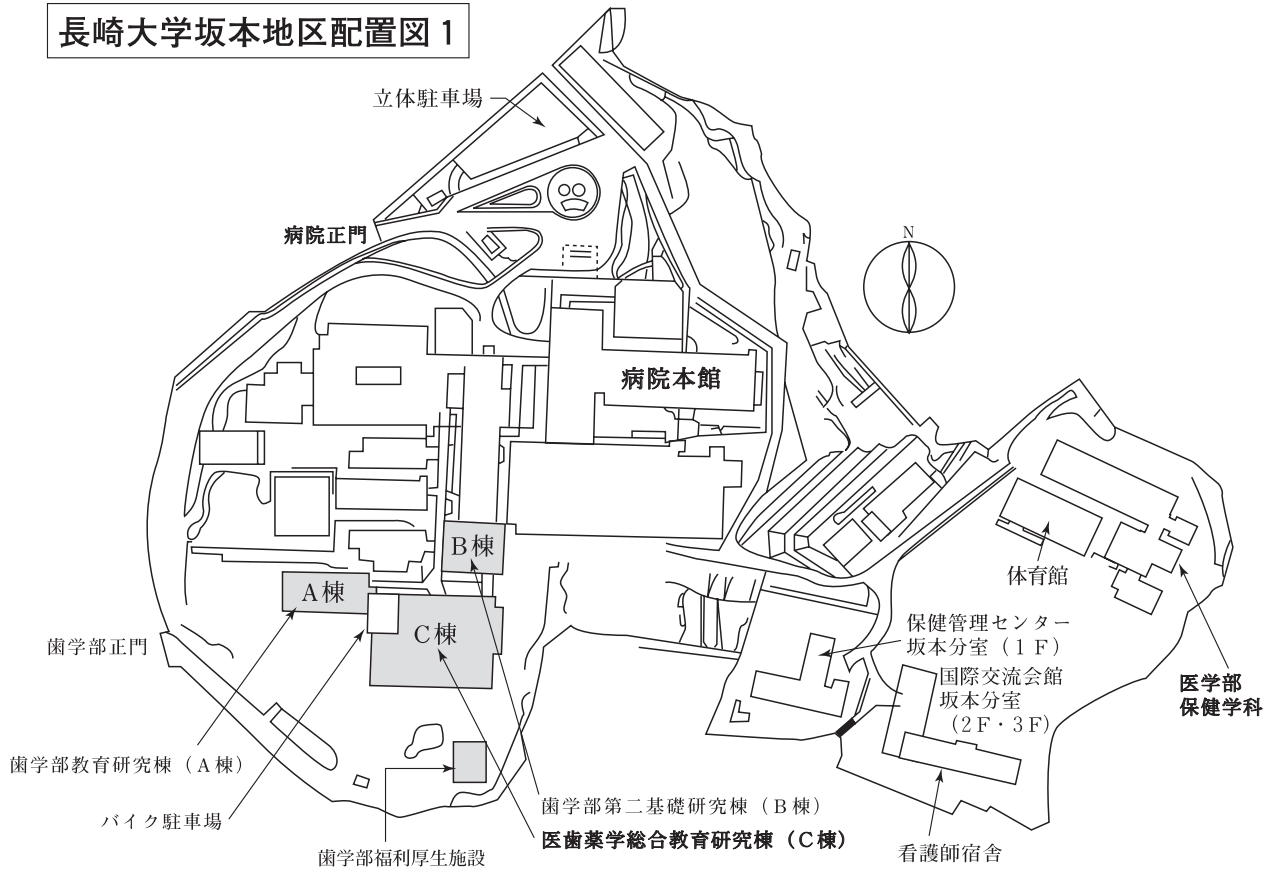 長崎大学坂本地区配置図 1
立体駐車場
病院正門
N
病院本館
B棟
A棟
C棟
体育館
歯学部正門
保健管理センター
坂本分室（1F）
国際交流会館
坂本分室
（2F・3F）
医学部
保健学科
歯学部教育研究棟（A棟）
バイク駐車場
歯学部福利厚生施設
歯学部第二基礎研究棟（B棟）
医歯薬学総合教育研究棟（C棟）
看護師宿舎